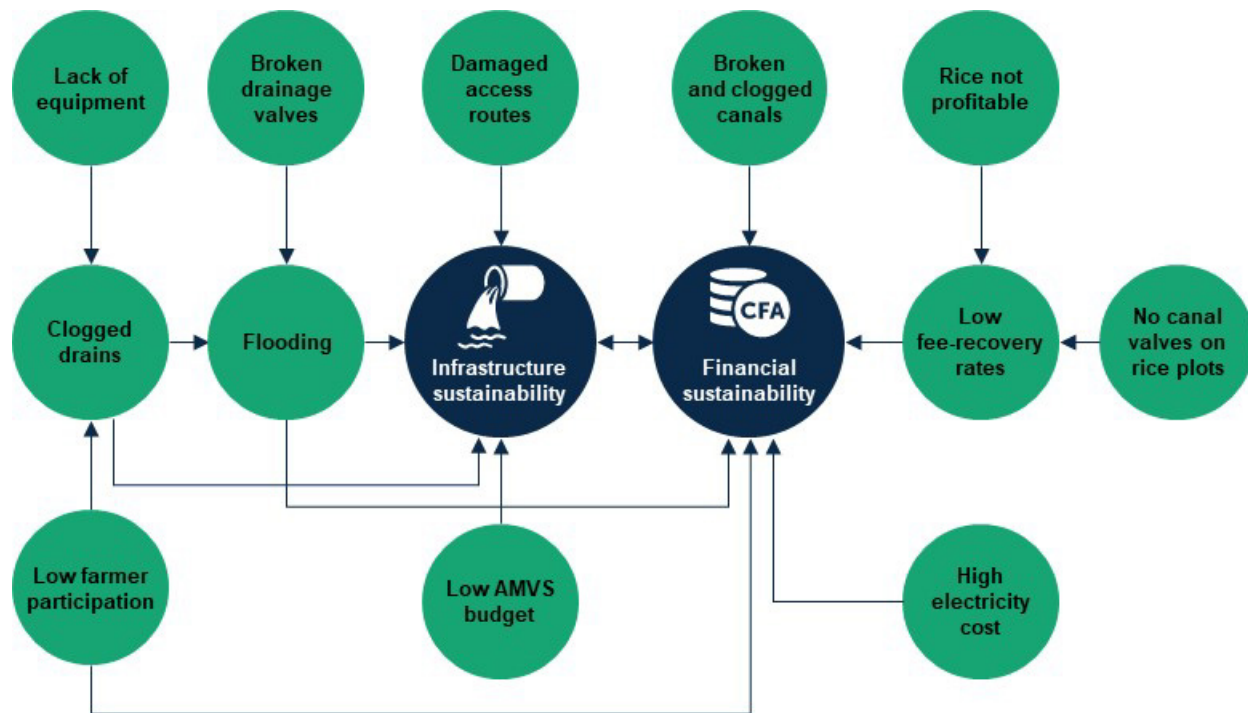 Lack of
equipment
Broken
drainage
valves
Damaged
access
routes
Broken
and clogged
canals
Rice not
profitable
Clogged
drains
Flooding
Infrastructure
sustainability
CFA
Financial
sustainability
Low
fee-recovery
rates
No canal
valves on
rice plots
Low farmer
participation
Low AMVS
budget
High
electricity
cost